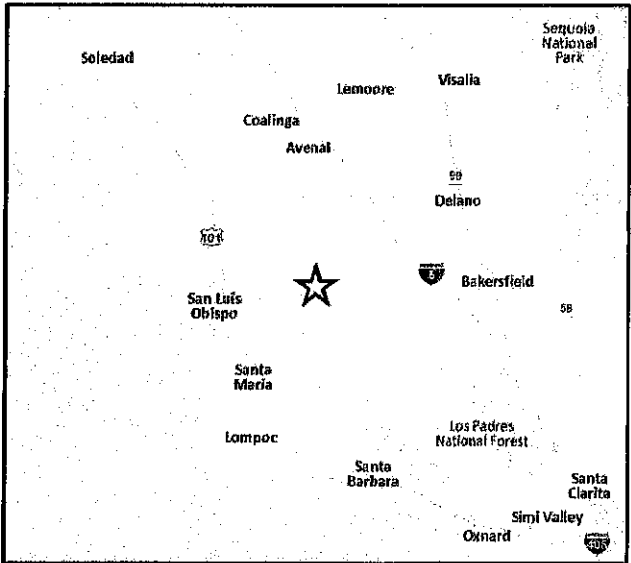 Sequoia
National
Park
Soledad
Visalia
Lemoore
Coalinga
Avenal
99
Delano
101
5
Bakersfield
San Luis
Obispo
58
Santa
Maria
Los Padres
National Forest
Lompoc
Santa
Barbara
Santa
Clarita
Simi Valley
Oxnard
405